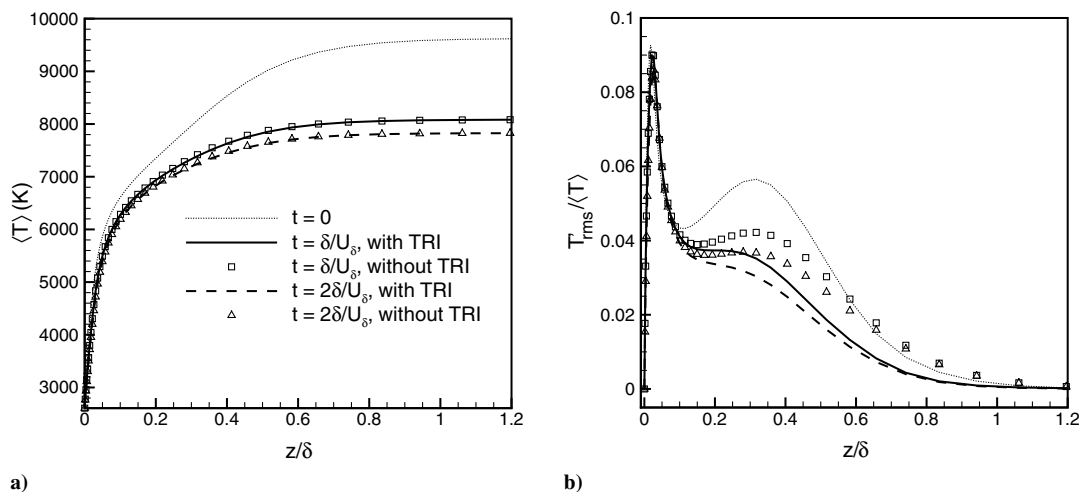 10000
9000
8000
7000
6000
5000
4000
3000
⟨T⟩ (K)
0 0.2 0.4 0.6 0.8 1 1.2
z/δ
t = 0
t = δ/U_δ, with TRI
t = δ/U_δ, without TRI
t = 2δ/U_δ, with TRI
t = 2δ/U_δ, without TRI
a)
0.1
0.08
0.06
0.04
0.02
0
T'_rms/⟨T⟩
0 0.2 0.4 0.6 0.8 1 1.2
z/δ
b)